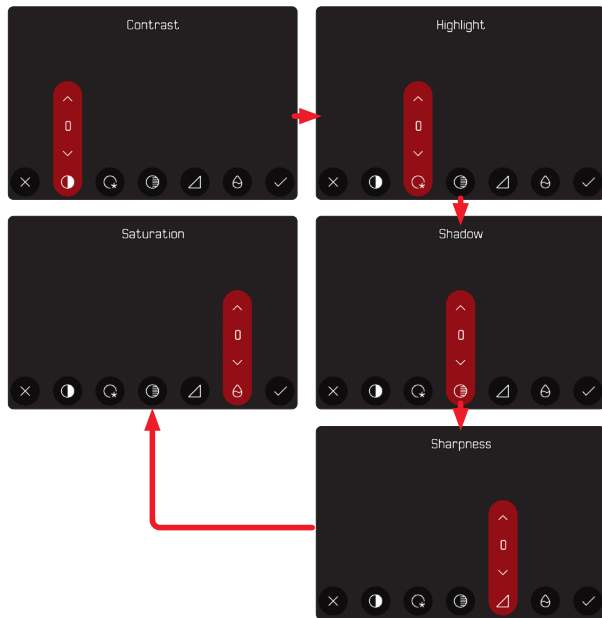 Contrast
0
Highlight
0
Shadow
0
Sharpness
0
Saturation
0